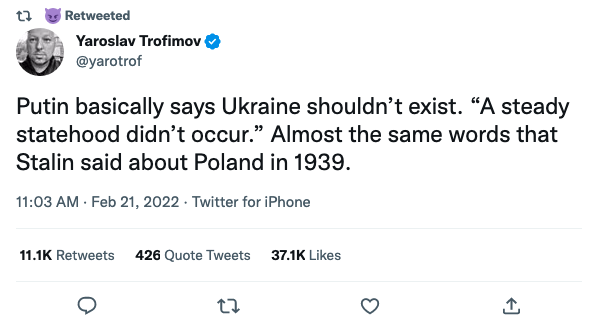 😈 Retweeted
Yaroslav Trofimov
@yarotrof
Putin basically says Ukraine shouldn’t exist. “A steady
statehood didn’t occur.” Almost the same words that
Stalin said about Poland in 1939.
11:03 AM · Feb 21, 2022 · Twitter for iPhone
11.1K Retweets 426 Quote Tweets 37.1K Likes